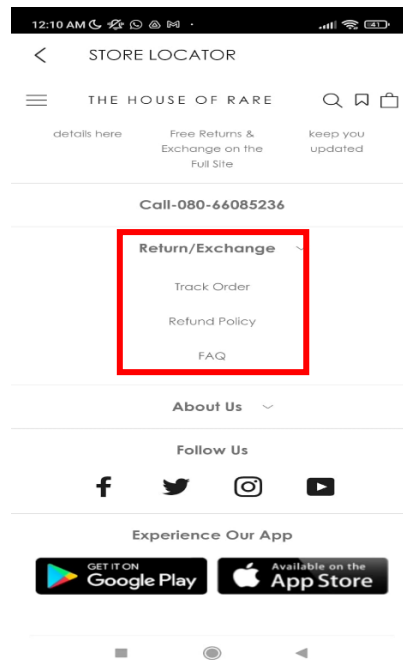 12:10 AM
41
STORE LOCATOR
THE HOUSE OF RARE
details here Free Returns & keep you
Exchange on the updated
Full Site
Call-080-66085236
Return/Exchange
Track Order
Refund Policy
FAQ
About Us
Follow Us
Experience Our App
GET IT ON
Google Play
Available on the
App Store